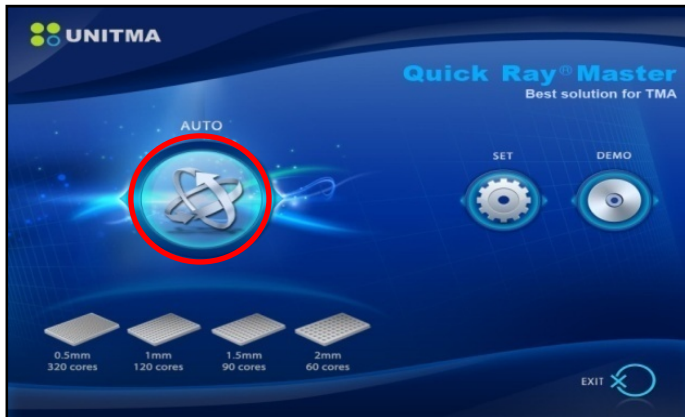 UNITMA
Quick Ray® Master
Best solution for TMA
AUTO
SET
DEMO
0.5mm
320 cores
1mm
120 cores
1.5mm
90 cores
2mm
60 cores
EXIT